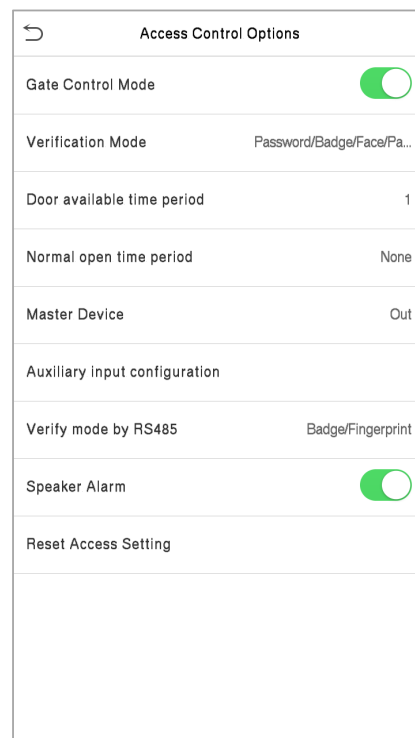 Access Control Options
Gate Control Mode
Verification Mode Password/Badge/Face/Pa...
Door available time period 1
Normal open time period None
Master Device Out
Auxiliary input configuration
Verify mode by RS485 Badge/Fingerprint
Speaker Alarm
Reset Access Setting